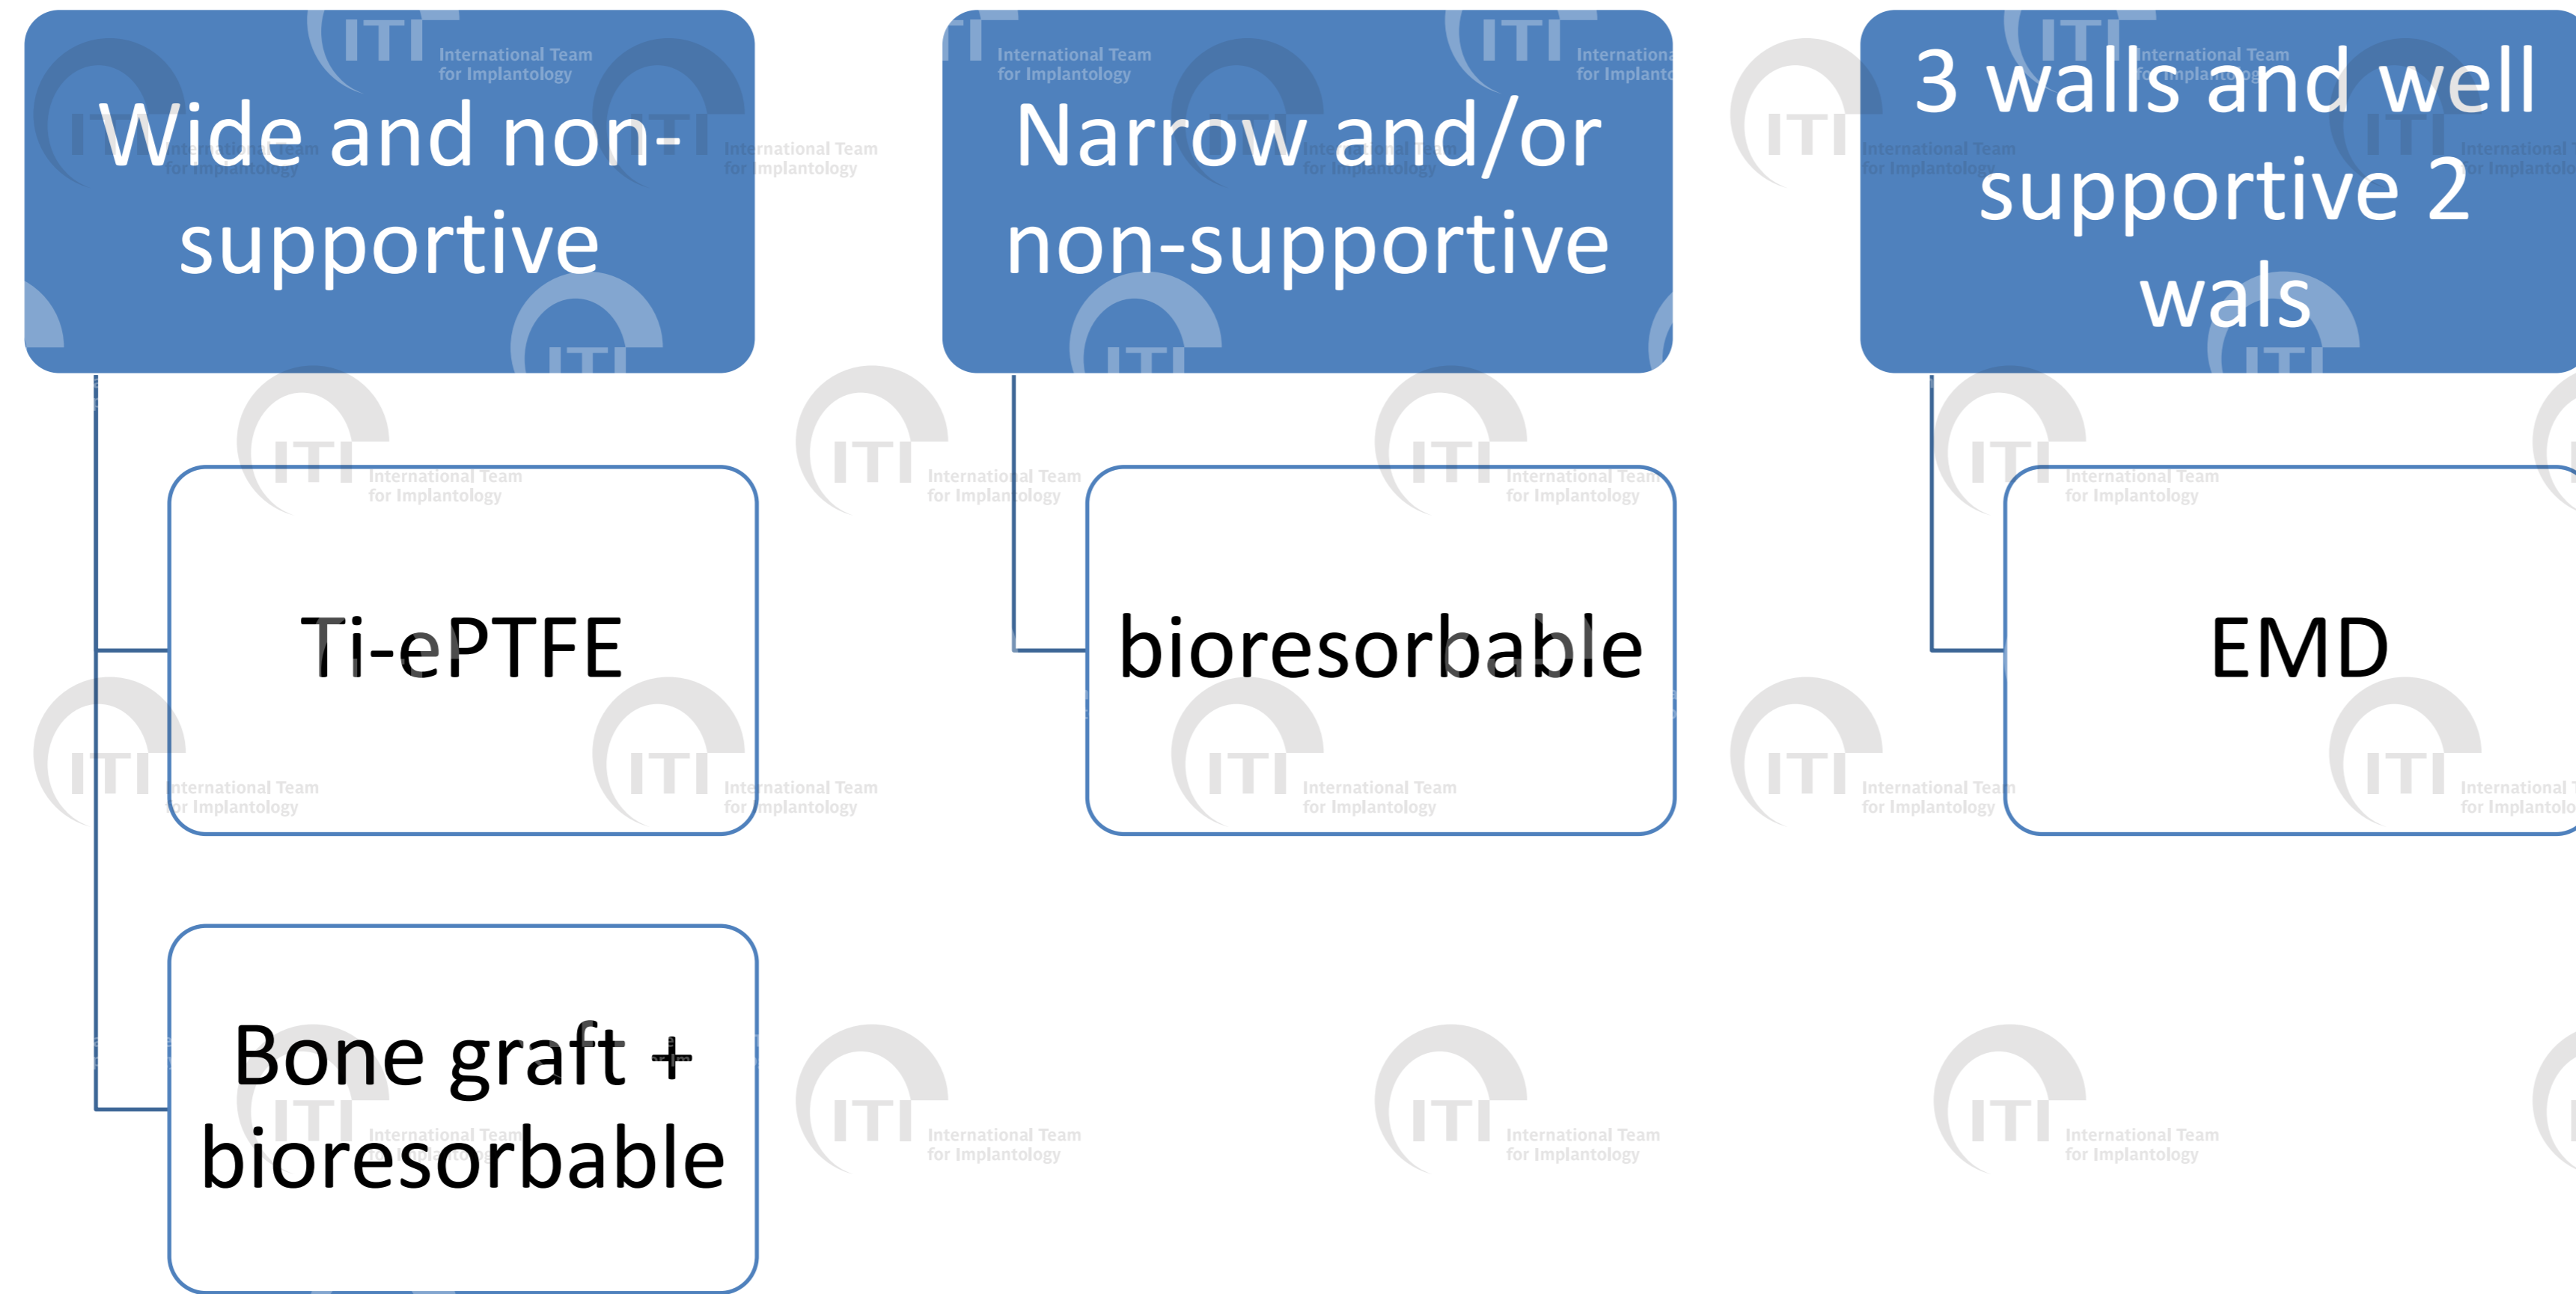 Wide and non-
supportive
Ti-ePTFE
Bone graft +
bioresorbable
Narrow and/or
non-supportive
bioresorbable
3 walls and well
supportive 2
wals
EMD
ITI
International Team
for Implantology